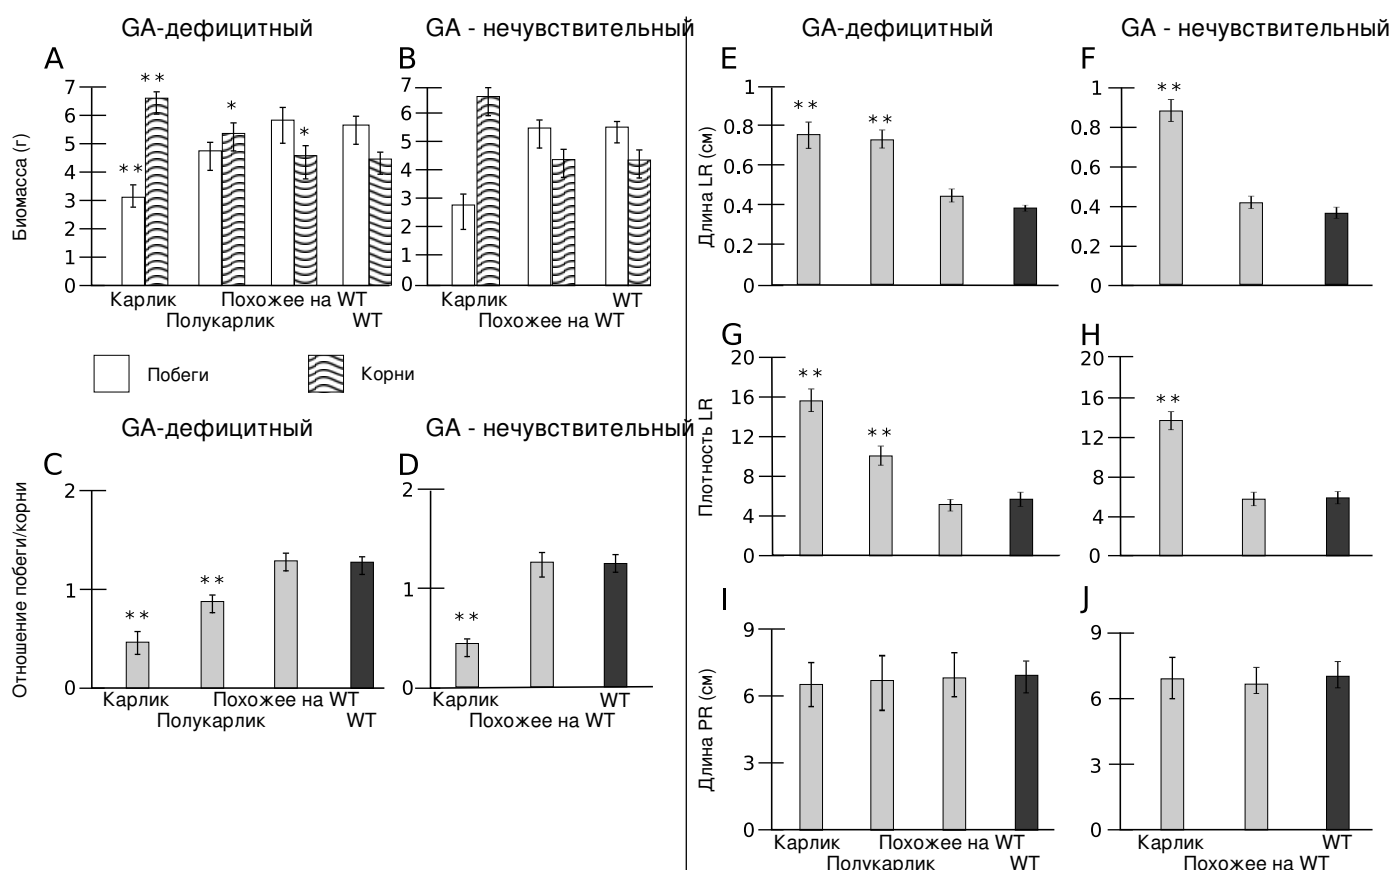 GA-дефицитный
GA - нечувствительный
A
B
** ** * *
Биомасса (г)
7
6
5
4
3
2
1
0
7
6
5
4
3
2
1
0
Карлик Похожее на WT
Полукарлик WT
Карлик WT
Похожее на WT
Побеги
Корни
GA-дефицитный
GA - нечувствительный
C
D
Отношение побеги/корни
2
1
0
** **
2
1
0
**
Карлик Похожее на WT
Полукарлик WT
Карлик WT
Похожее на WT
GA-дефицитный
GA - нечувствительный
E
F
Длина LR (см)
1
0.8
0.6
0.4
0.2
0
** **
1
0.8
0.6
0.4
0.2
0
**
G
H
Плотность LR
20
16
12
8
4
0
** **
20
16
12
8
4
0
**
I
J
Длина PR (см)
9
6
3
0
9
6
3
0
Карлик Похожее на WT
Полукарлик WT
Карлик WT
Похожее на WT